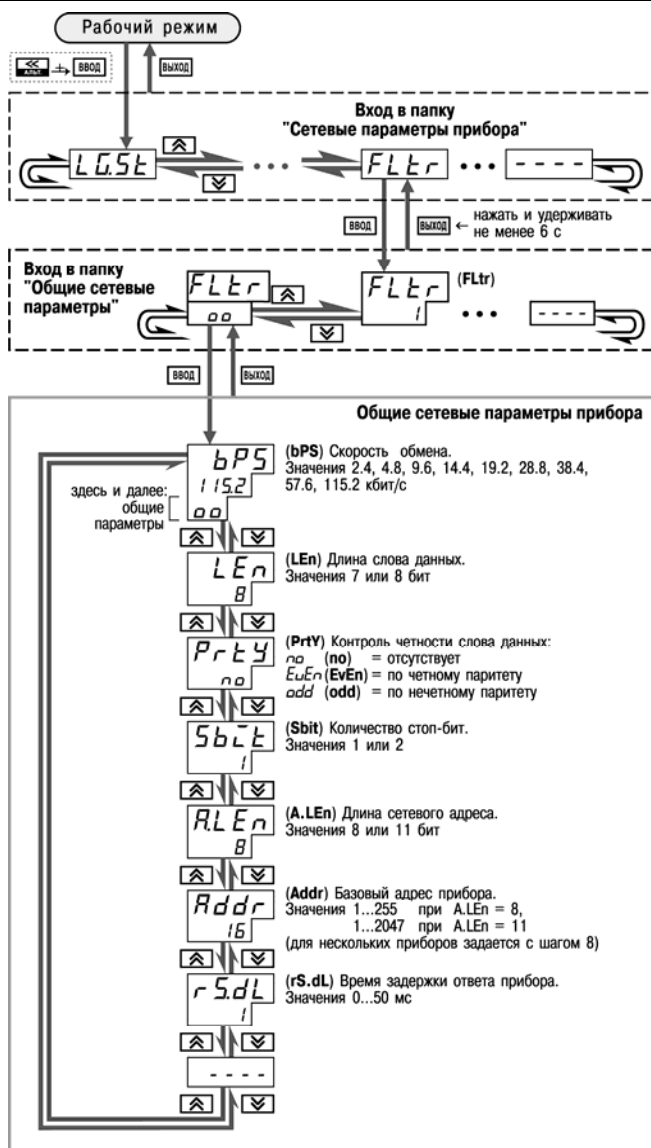 Рабочий режим
<<
АЛЬТ.
ВВОД
ВЫХОД
Вход в папку
"Сетевые параметры прибора"
LG.St
• • •
FLtr
• • •
- - - -
ВВОД
ВЫХОД
← нажать и удерживать
не менее 6 с
Вход в папку
"Общие сетевые
параметры"
FLtr
oo
FLtr
1
(FLtr)
• • •
- - - -
ВВОД
ВЫХОД
Общие сетевые параметры прибора
bPS
115.2
oo
(bPS) Скорость обмена.
Значения 2.4, 4.8, 9.6, 14.4, 19.2, 28.8, 38.4,
57.6, 115.2 кбит/с
здесь и далее:
общие
параметры
LEn
8
(LEn) Длина слова данных.
Значения 7 или 8 бит
PrtY
no
(PrtY) Контроль четности слова данных:
no (no) = отсутствует
EvEn (EvEn) = по четному паритету
odd (odd) = по нечетному паритету
Sbit
1
(Sbit) Количество стоп-бит.
Значения 1 или 2
A.LEn
8
(A.LEn) Длина сетевого адреса.
Значения 8 или 11 бит
Addr
16
(Addr) Базовый адрес прибора.
Значения 1...255 при A.LEn = 8,
1...2047 при A.LEn = 11
(для нескольких приборов задается с шагом 8)
rS.dL
1
(rS.dL) Время задержки ответа прибора.
Значения 0...50 мс
- - - -